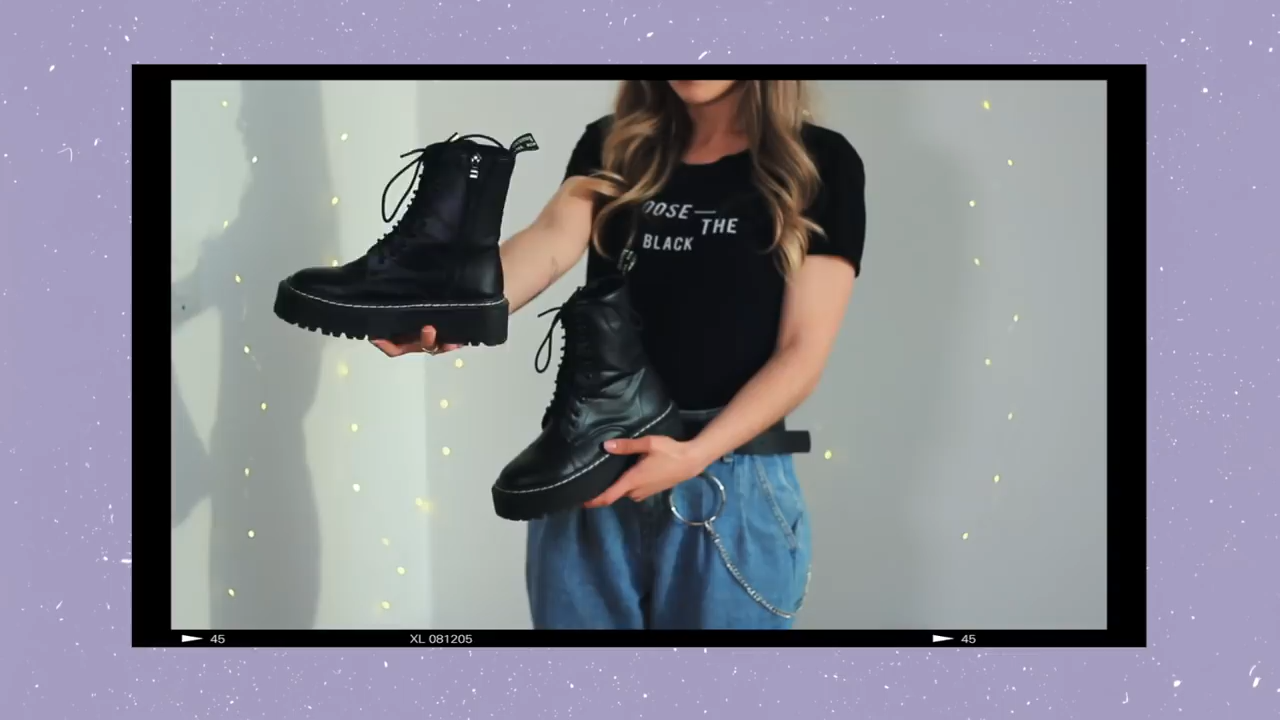 OOSE —
THE
BLACK
45
XL 081205
45